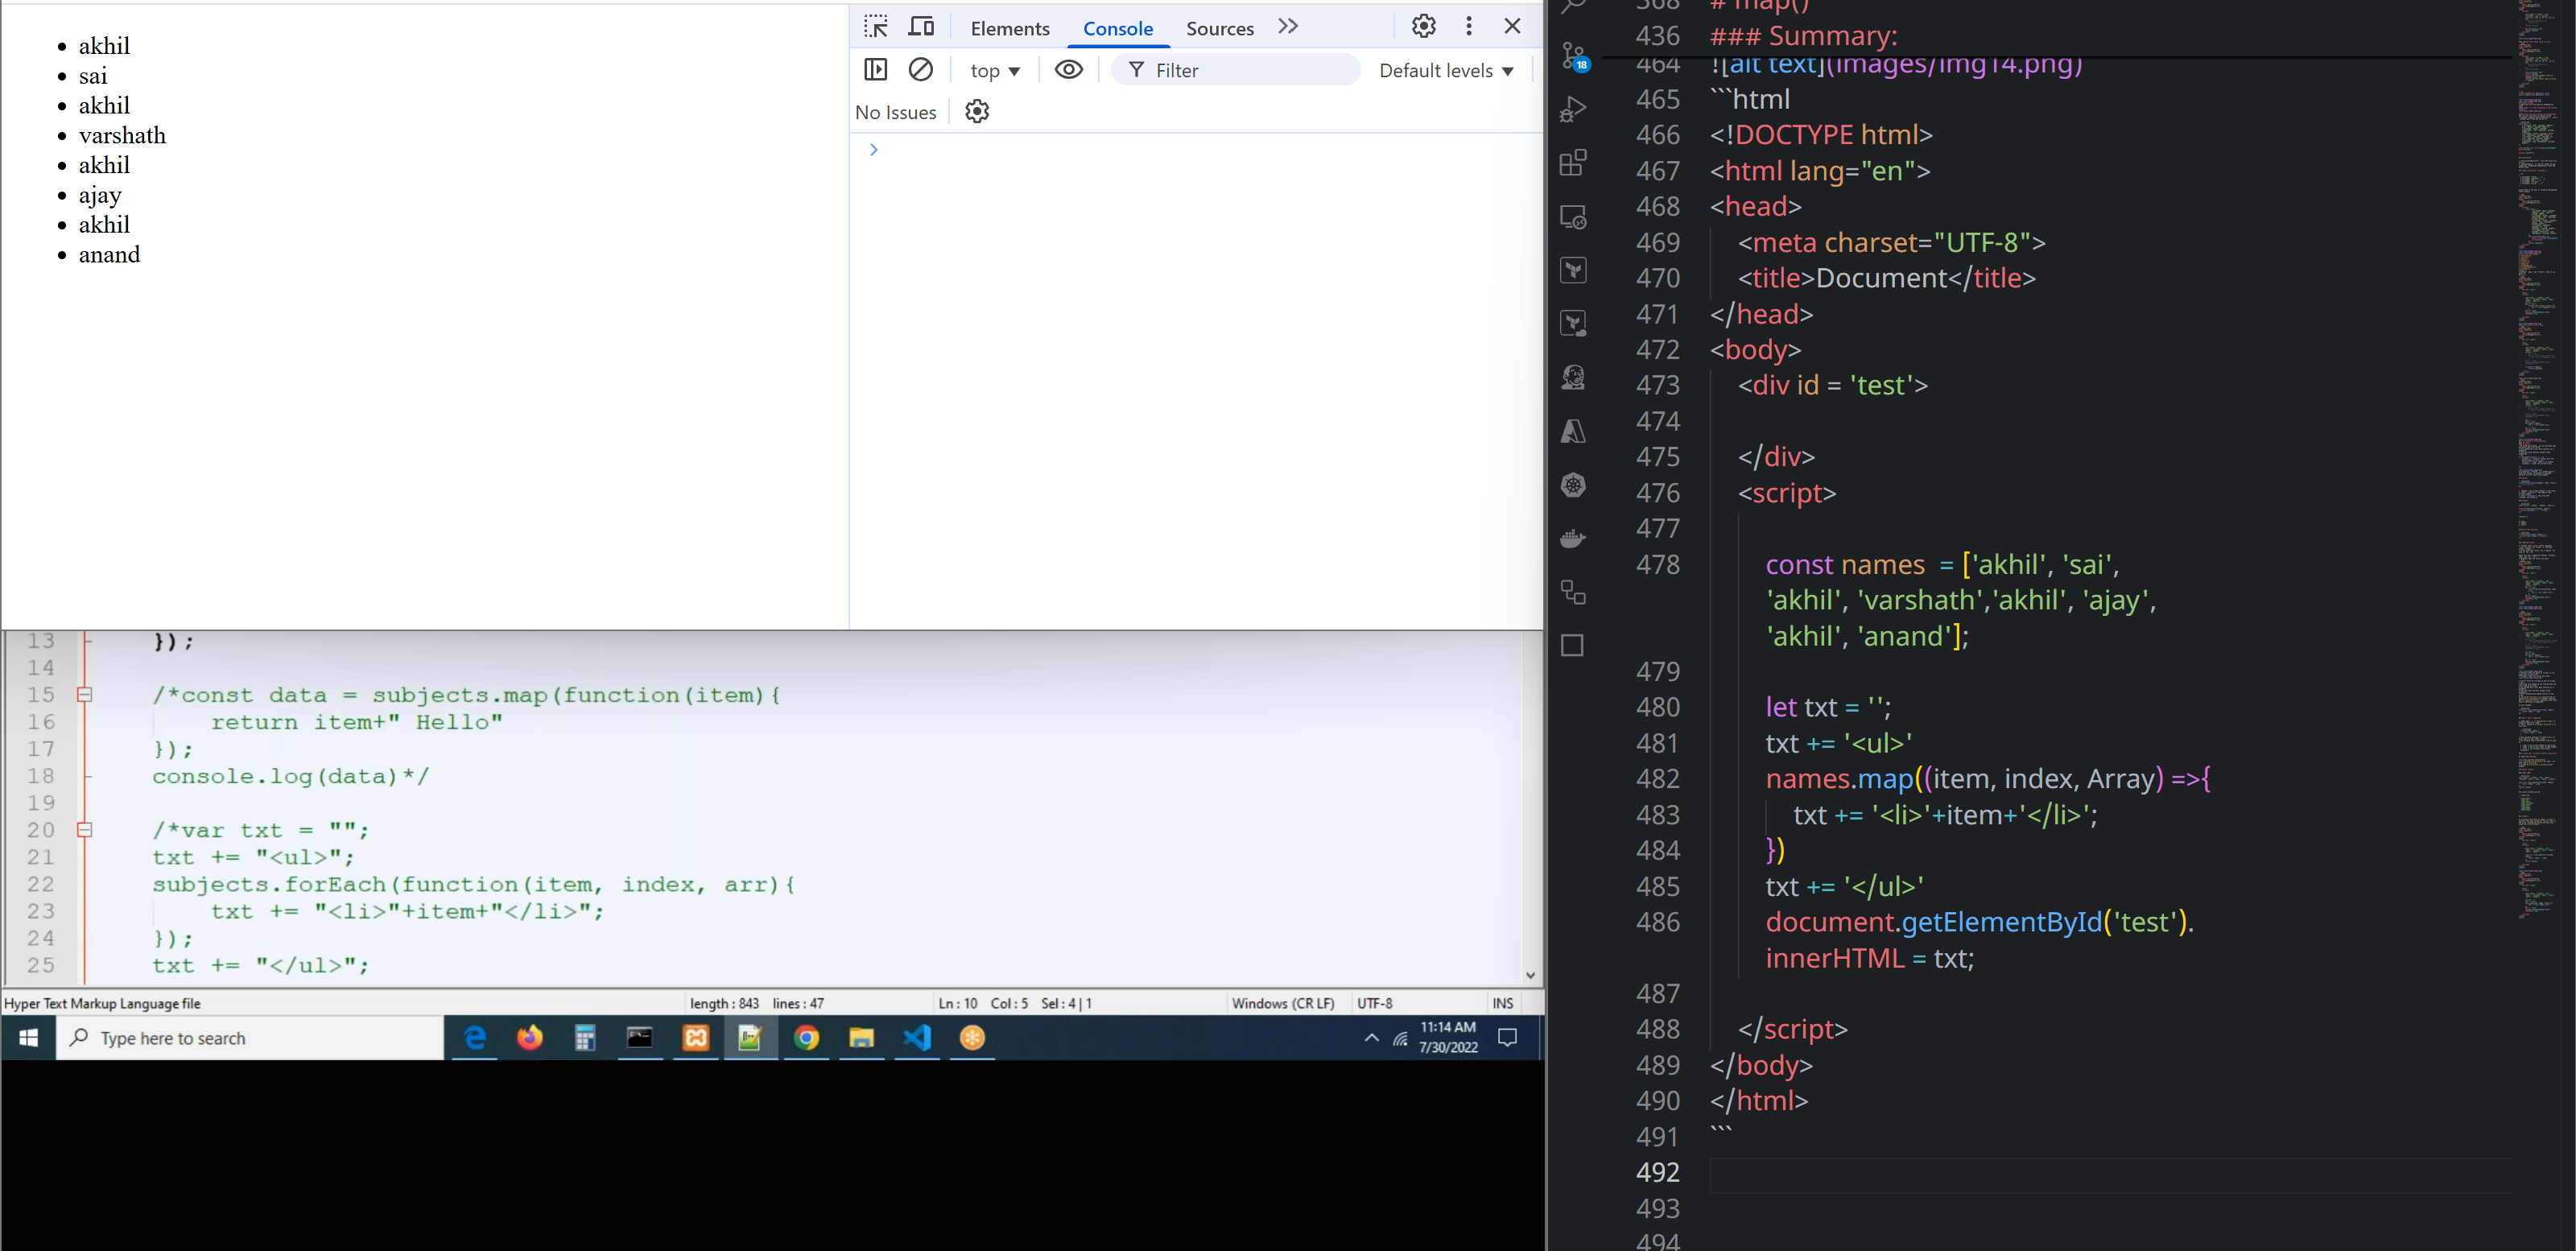 akhil
sai
akhil
varshath
akhil
ajay
akhil
anand
Elements Console Sources
top Filter Default levels
No Issues
13 });
14
15 /*const data = subjects.map(function(item){
16 return item+" Hello"
17 });
18 console.log(data)*/
19
20 /*var txt = "";
21 txt += "<ul>";
22 subjects.forEach(function(item, index, arr){
23 txt += "<li>"+item+"</li>";
24 });
25 txt += "</ul>";
Hyper Text Markup Language file length : 843 lines : 47 Ln : 10 Col : 5 Sel : 4 | 1 Windows (CR LF) UTF-8 INS
Type here to search
11:14 AM
7/30/2022
18
368 # map()
436 ### Summary:
464 ![alt text](images/img14.png)
465 ```html
466 <!DOCTYPE html>
467 <html lang="en">
468 <head>
469 <meta charset="UTF-8">
470 <title>Document</title>
471 </head>
472 <body>
473 <div id = 'test'>
474
475 </div>
476 <script>
477
478 const names = ['akhil', 'sai',
'akhil', 'varshath','akhil', 'ajay',
'akhil', 'anand'];
479
480 let txt = '';
481 txt += '<ul>'
482 names.map((item, index, Array) =>{
483 txt += '<li>'+item+'</li>';
484 })
485 txt += '</ul>'
486 document.getElementById('test').
innerHTML = txt;
487
488 </script>
489 </body>
490 </html>
491 ```
492
493
494